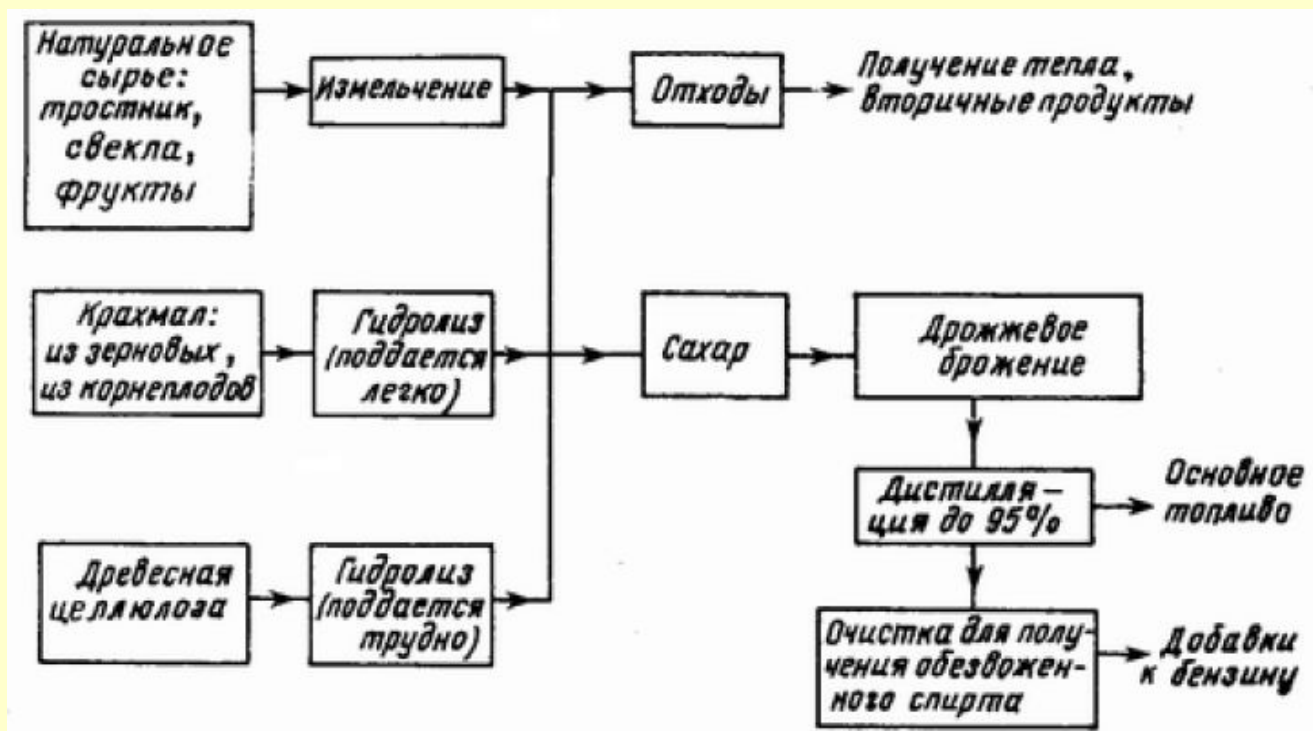 Натуральное
сырье:
тростник,
свекла,
фрукты
Измельчение
Отходы
Получение тепла,
вторичные продукты
Крахмал:
из зерновых,
из корнеплодов
Гидролиз
(поддается
легко)
Сахар
Дрожжевое
брожение
Дистилля-
ция до 95%
Основное
топливо
Древесная
целлюлоза
Гидролиз
(поддается
трудно)
Очистка для полу-
чения обезвожен-
ного спирта
Добавки
к бензину